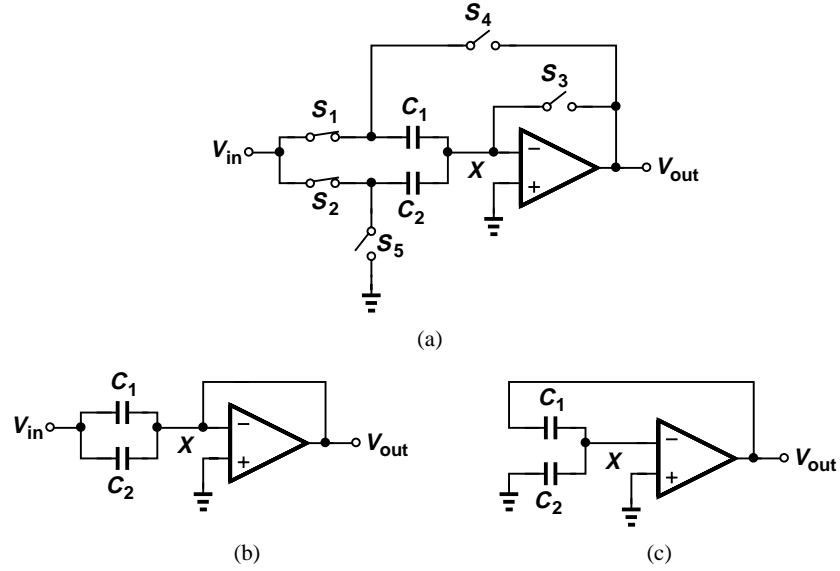 S4
S3
S1
C1
Vin
X
−
+
Vout
S2
C2
S5
(a)
C1
Vin
X
−
+
Vout
C2
(b)
C1
X
−
+
Vout
C2
(c)